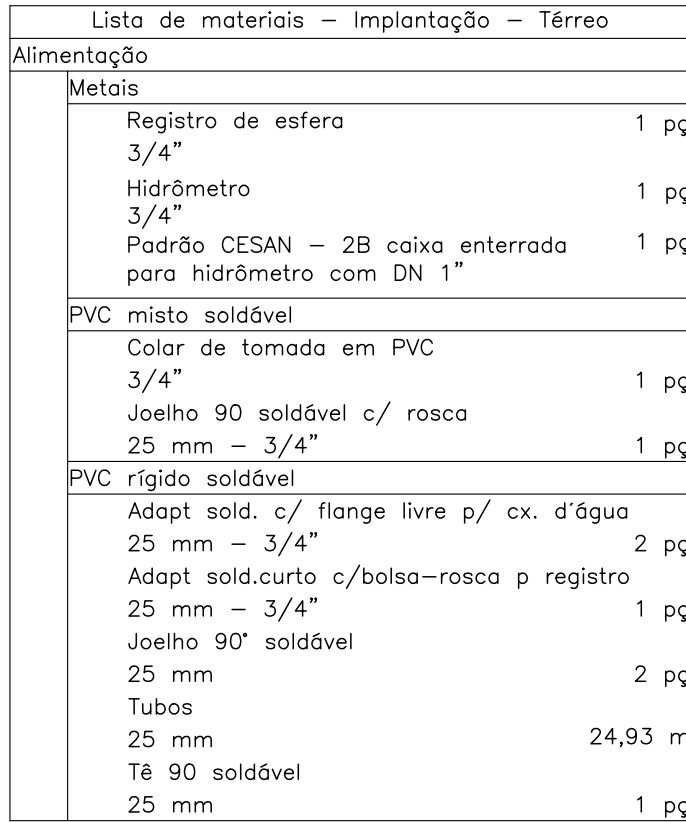 Lista de materiais – Implantação – Térreo
Alimentação
Metais
Registro de esfera 1 pç
3/4"
Hidrômetro 1 pç
3/4"
Padrão CESAN – 2B caixa enterrada 1 pç
para hidrômetro com DN 1"
PVC misto soldável
Colar de tomada em PVC
3/4" 1 pç
Joelho 90 soldável c/ rosca
25 mm – 3/4" 1 pç
PVC rígido soldável
Adapt sold. c/ flange livre p/ cx. d´água
25 mm – 3/4" 2 pç
Adapt sold.curto c/bolsa-rosca p registro
25 mm – 3/4" 1 pç
Joelho 90° soldável
25 mm 2 pç
Tubos
25 mm 24,93 m
Tê 90 soldável
25 mm 1 pç